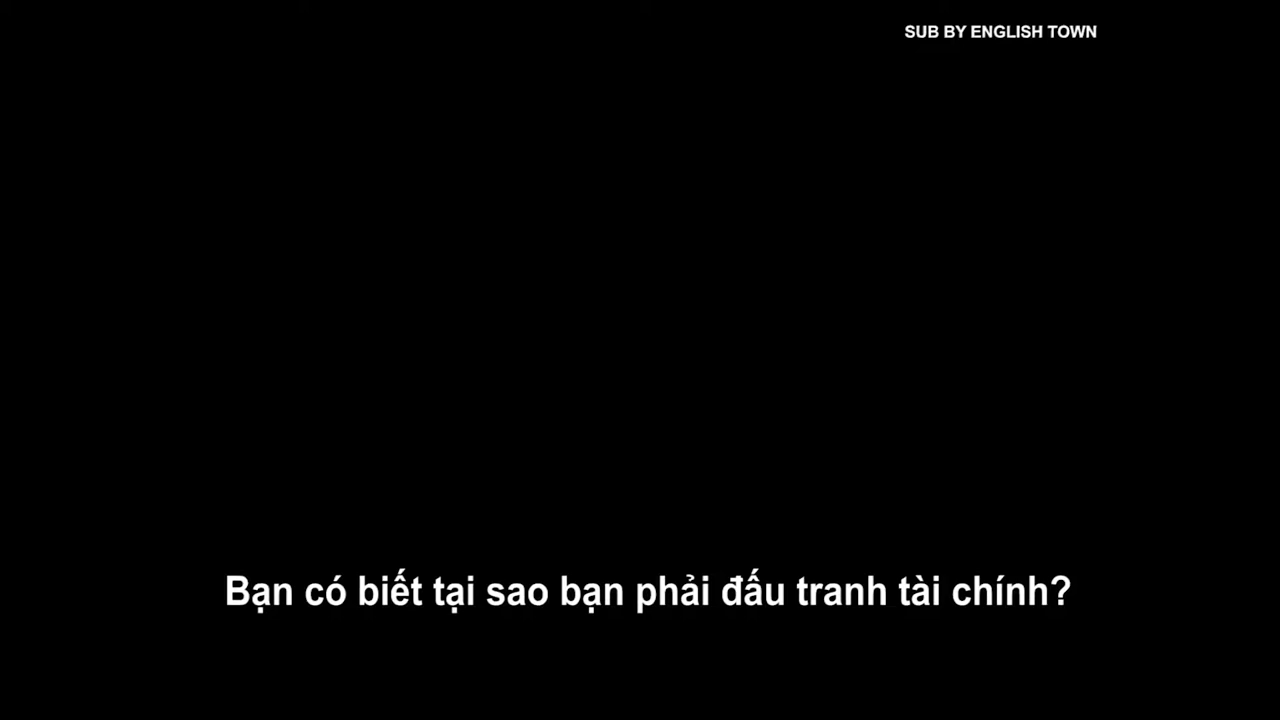 SUB BY ENGLISH TOWN
Bạn có biết tại sao bạn phải đấu tranh tài chính?